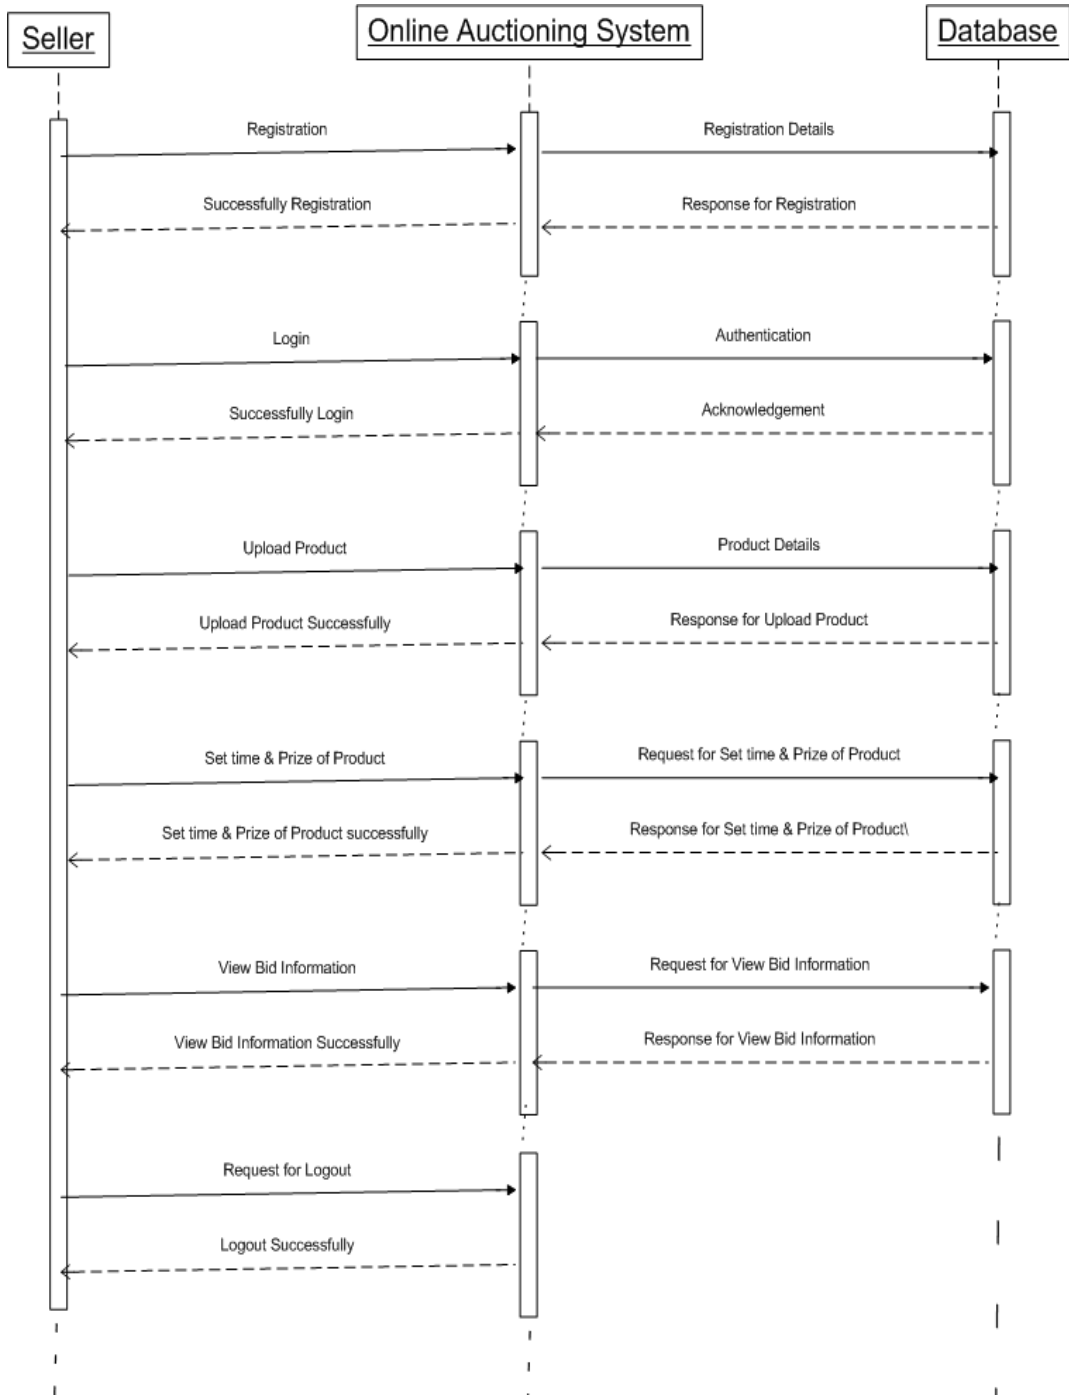 Seller
Online Auctioning System
Database
Registration
Registration Details
Successfully Registration
Response for Registration
Login
Authentication
Successfully Login
Acknowledgement
Upload Product
Product Details
Upload Product Successfully
Response for Upload Product
Set time & Prize of Product
Request for Set time & Prize of Product
Set time & Prize of Product successfully
Response for Set time & Prize of Product\
View Bid Information
Request for View Bid Information
View Bid Information Successfully
Response for View Bid Information
Request for Logout
Logout Successfully